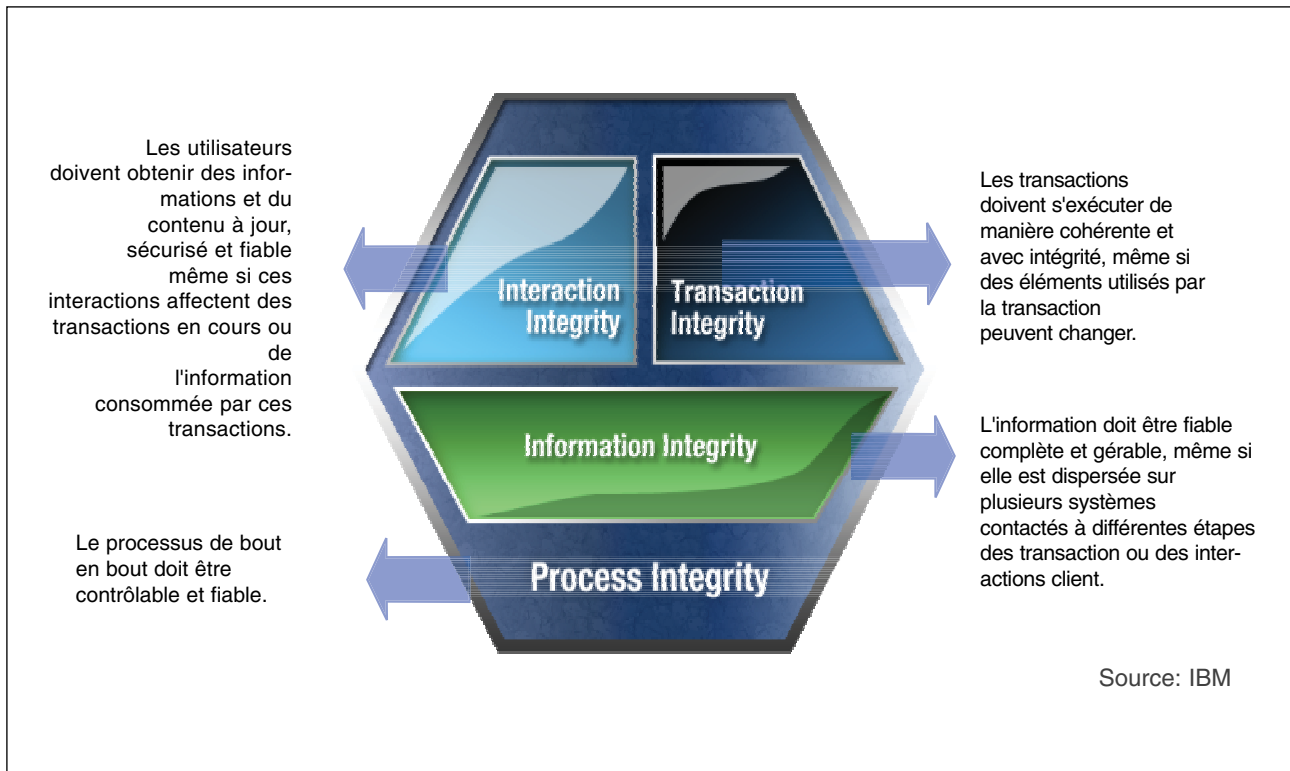 Les utilisateurs
doivent obtenir des infor-
mations et du
contenu à jour,
sécurisé et fiable
même si ces
interactions affectent des
transactions en cours ou
de
l'information
consommée par ces
transactions.
Interaction
Integrity
Transaction
Integrity
Les transactions
doivent s'exécuter de
manière cohérente et
avec intégrité, même si
des éléments utilisés par
la transaction
peuvent changer.
Information Integrity
L'information doit être fiable
complète et gérable, même si
elle est dispersée sur
plusieurs systèmes
contactés à différentes étapes
des transaction ou des inter-
actions client.
Le processus de bout
en bout doit être
contrôlable et fiable.
Process Integrity
Source: IBM